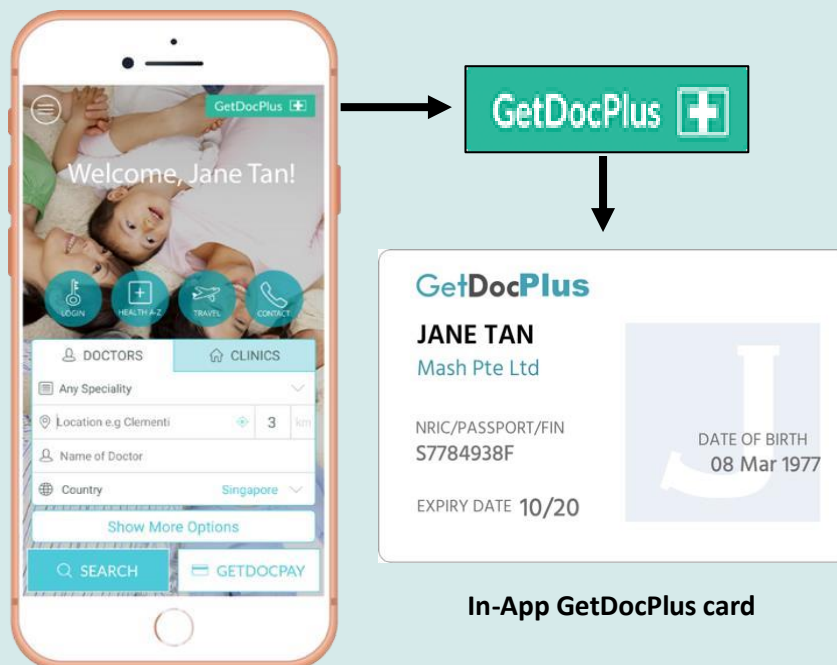 GetDocPlus
Welcome, Jane Tan!
LOGIN
HEALTH A-Z
TRAVEL
CONTACT
DOCTORS
CLINICS
Any Speciality
Location e.g Clementi
3
km
Name of Doctor
Country
Singapore
Show More Options
SEARCH
GETDOCPAY
GetDocPlus
GetDocPlus
JANE TAN
Mash Pte Ltd
NRIC/PASSPORT/FIN
S7784938F
EXPIRY DATE 10/20
J
DATE OF BIRTH
08 Mar 1977
In-App GetDocPlus card